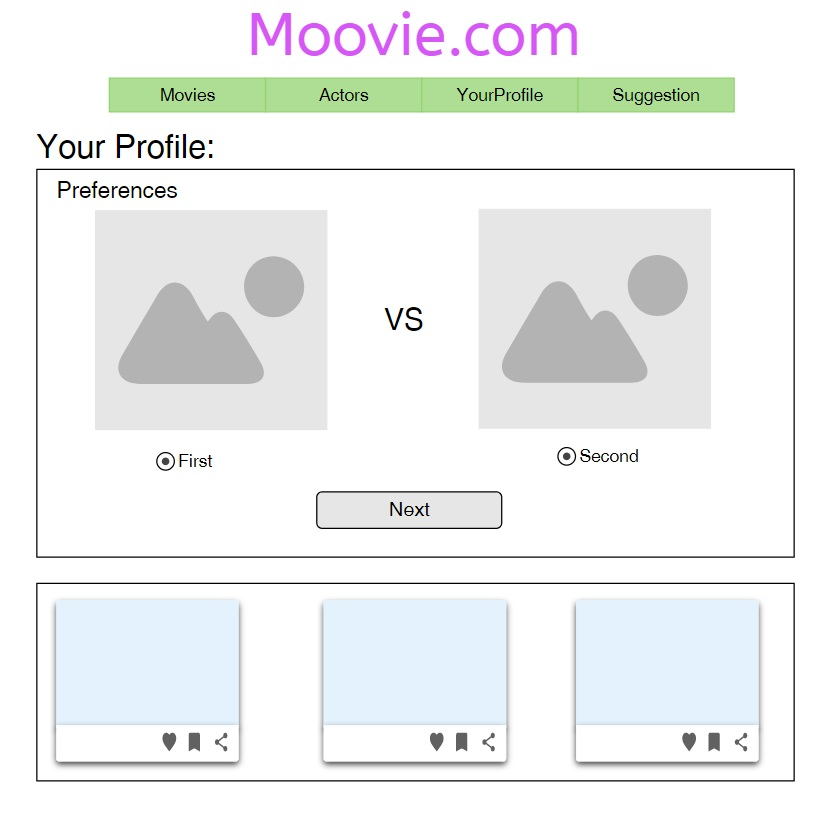 Moovie.com
Movies Actors YourProfile Suggestion
Your Profile:
Preferences
VS
First Second
Next